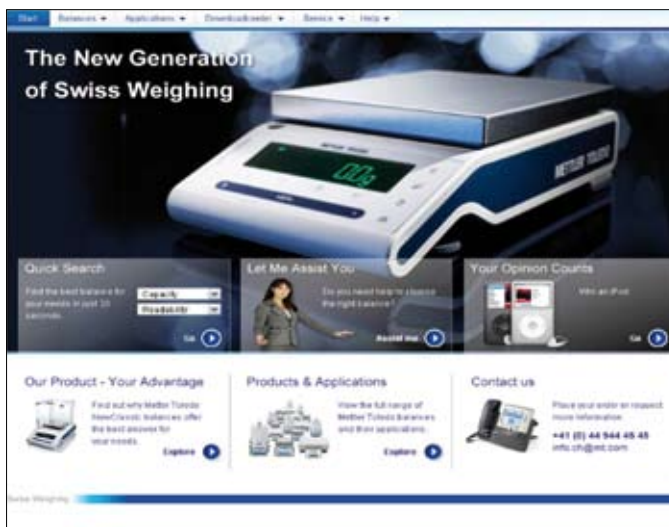 Start Balances Applications Downloadcenter Service Help
The New Generation
of Swiss Weighing
METTLER TOLEDO
0.0g
METTLER TOLEDO
Quick Search
Find the best balance for
your needs in just 10
seconds.
Capacity
Readability
Go
Let Me Assist You
Do you need help to choose
the right balance?
Assist me
Your Opinion Counts
Win an iPod
Go
Our Product - Your Advantage
Find out why Mettler Toledo
NewClassic balances offer
the best answer for
your needs.
Explore
Products & Applications
View the full range of
Mettler Toledo balances
and their applications.
Explore
Contact us
Place your order or request
more information
+41 (0) 44 944 45 45
info.ch@mt.com
Swiss Weighing